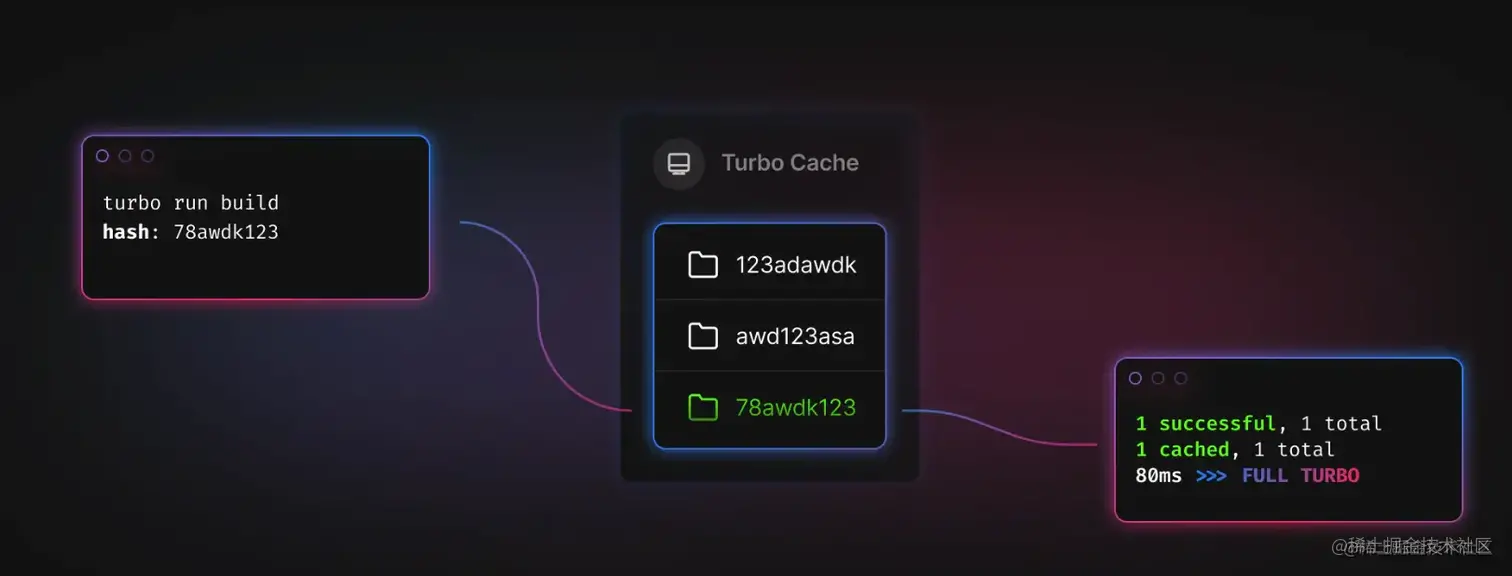 turbo run build
hash: 78awdk123
Turbo Cache
123adawdk
awd123asa
78awdk123
1 successful, 1 total
1 cached, 1 total
80ms >>> FULL TURBO
@稀土掘金技术社区